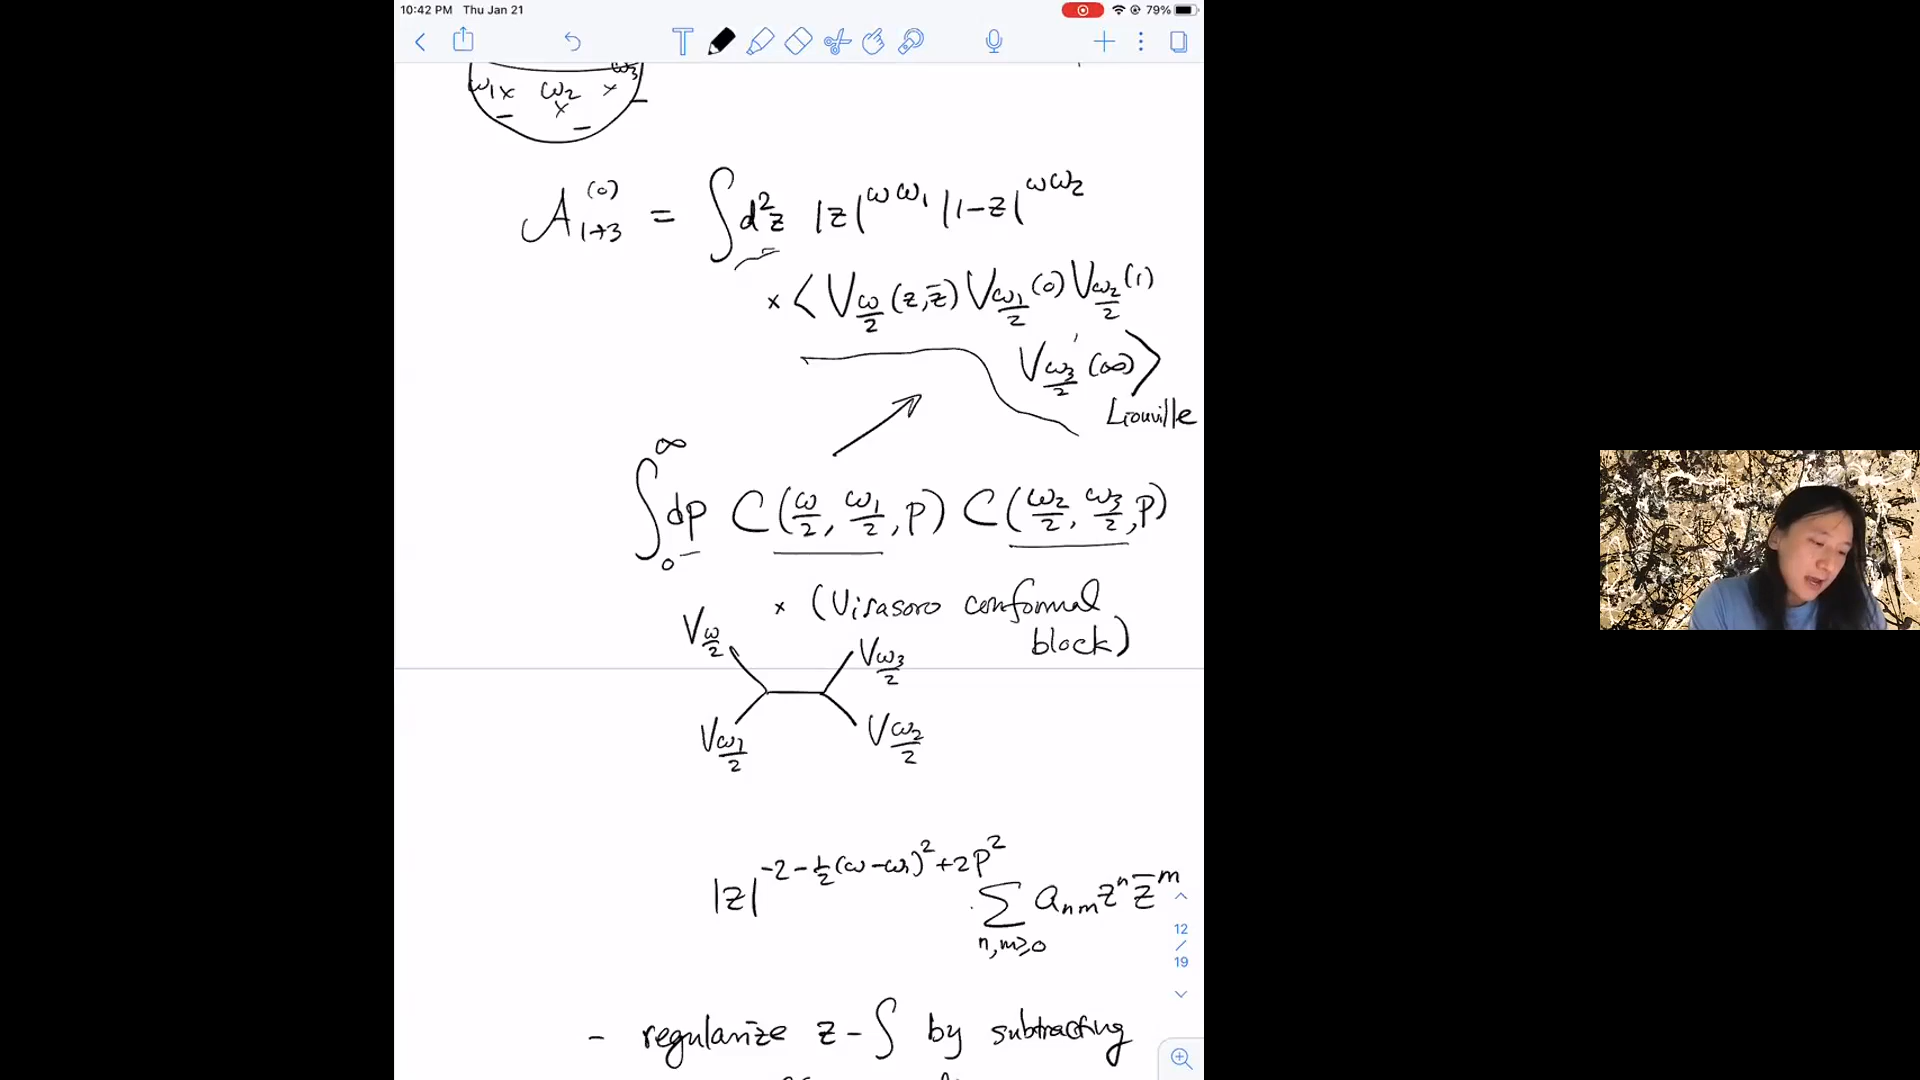 10:42 PM Thu Jan 21
79%
ω₁ × ω₂ × ω₃ ×
A₁→₃⁽⁰⁾ = ∫d²z |z|^{ωω₁} |1-z|^{ωω₂}
× ⟨V_{ω/2}(z,z̄) V_{ω₁/2}(0) V_{ω₂/2}(1)
V'_{ω₃/2}(∞)⟩
Liouville
∫₀^∞ dp C(ω/2, ω₁/2, p) C(ω₂/2, ω₃/2, p)
× (Virasoro conformal
block)
V_{ω/2} V_{ω₃/2}
V_{ω₁/2} V_{ω₂/2}
|z|^{-2-½(ω-ω₁)²+2p²} Σ_{n,m≥0} a_{nm} zⁿ z̄ᵐ
12
/
19
- regularize z-∫ by subtracting